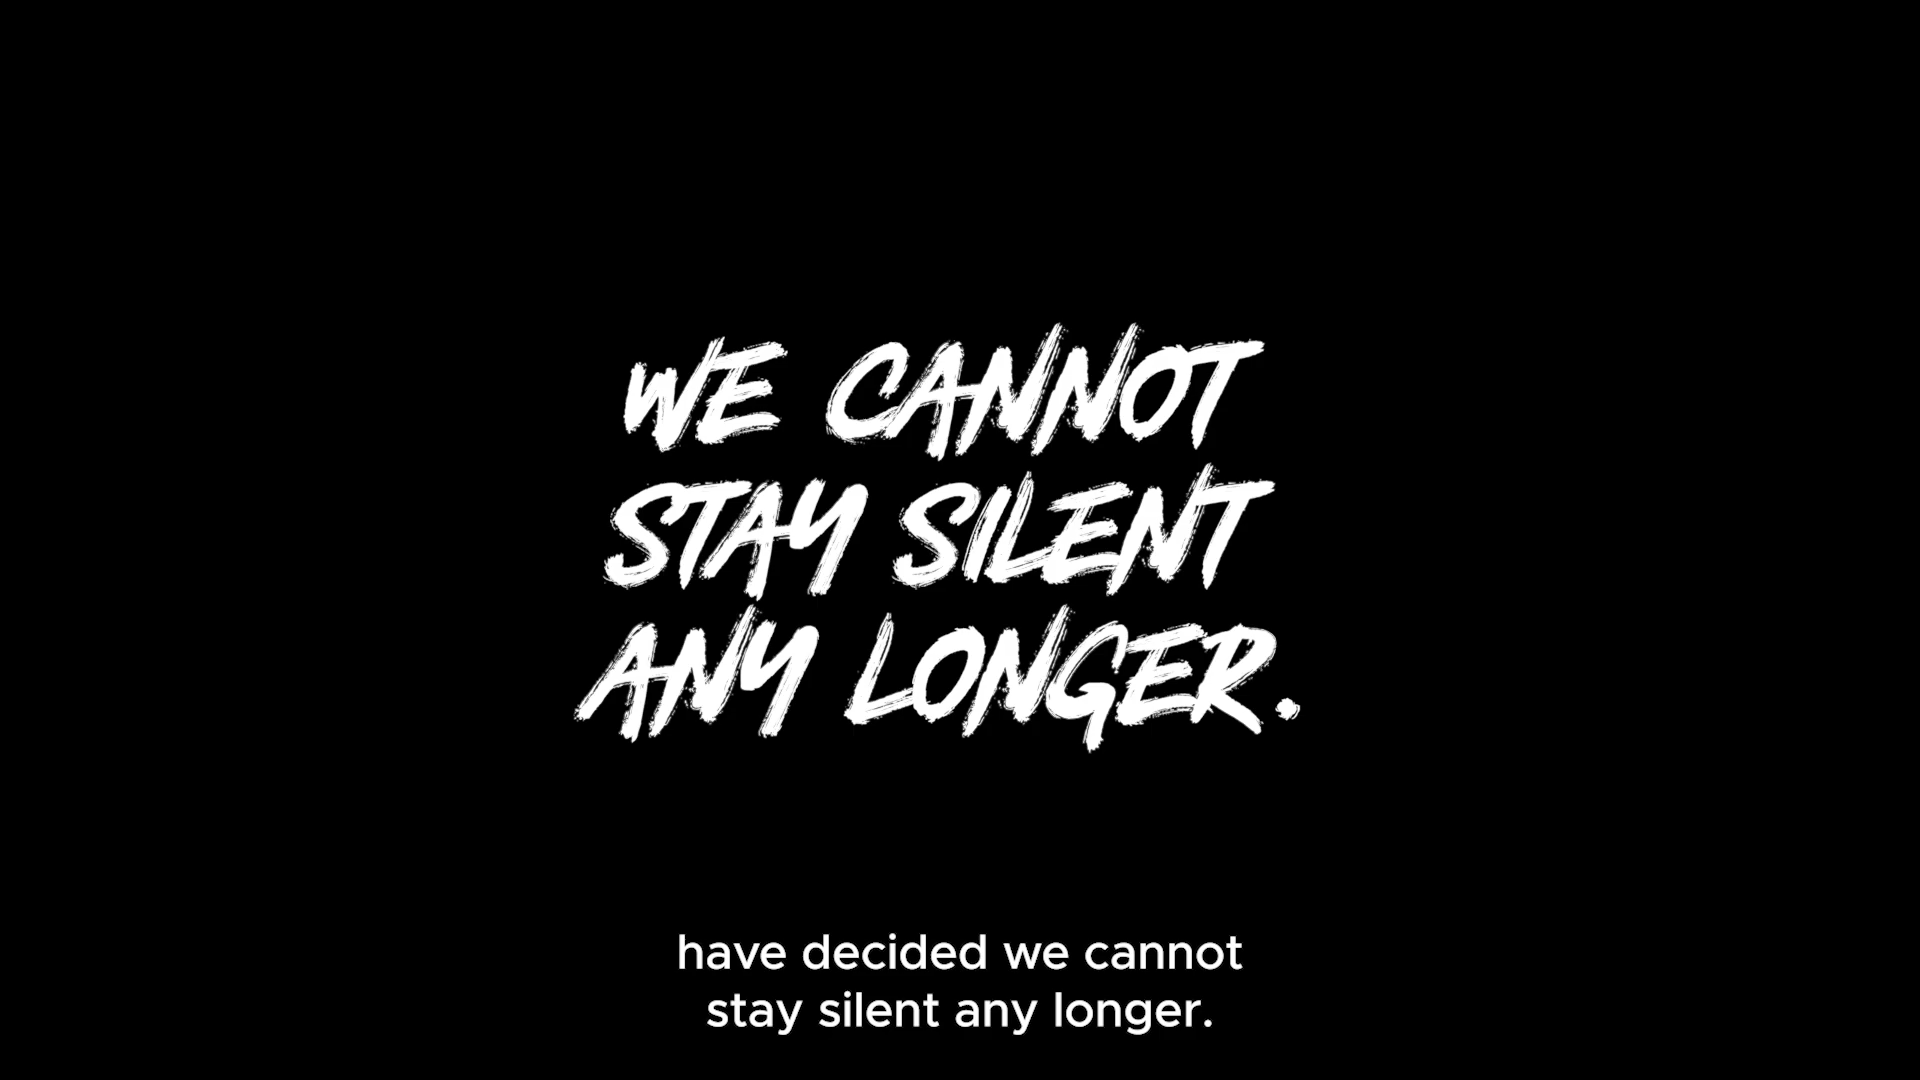 WE CANNOT
STAY SILENT
ANY LONGER.
have decided we cannot
stay silent any longer.